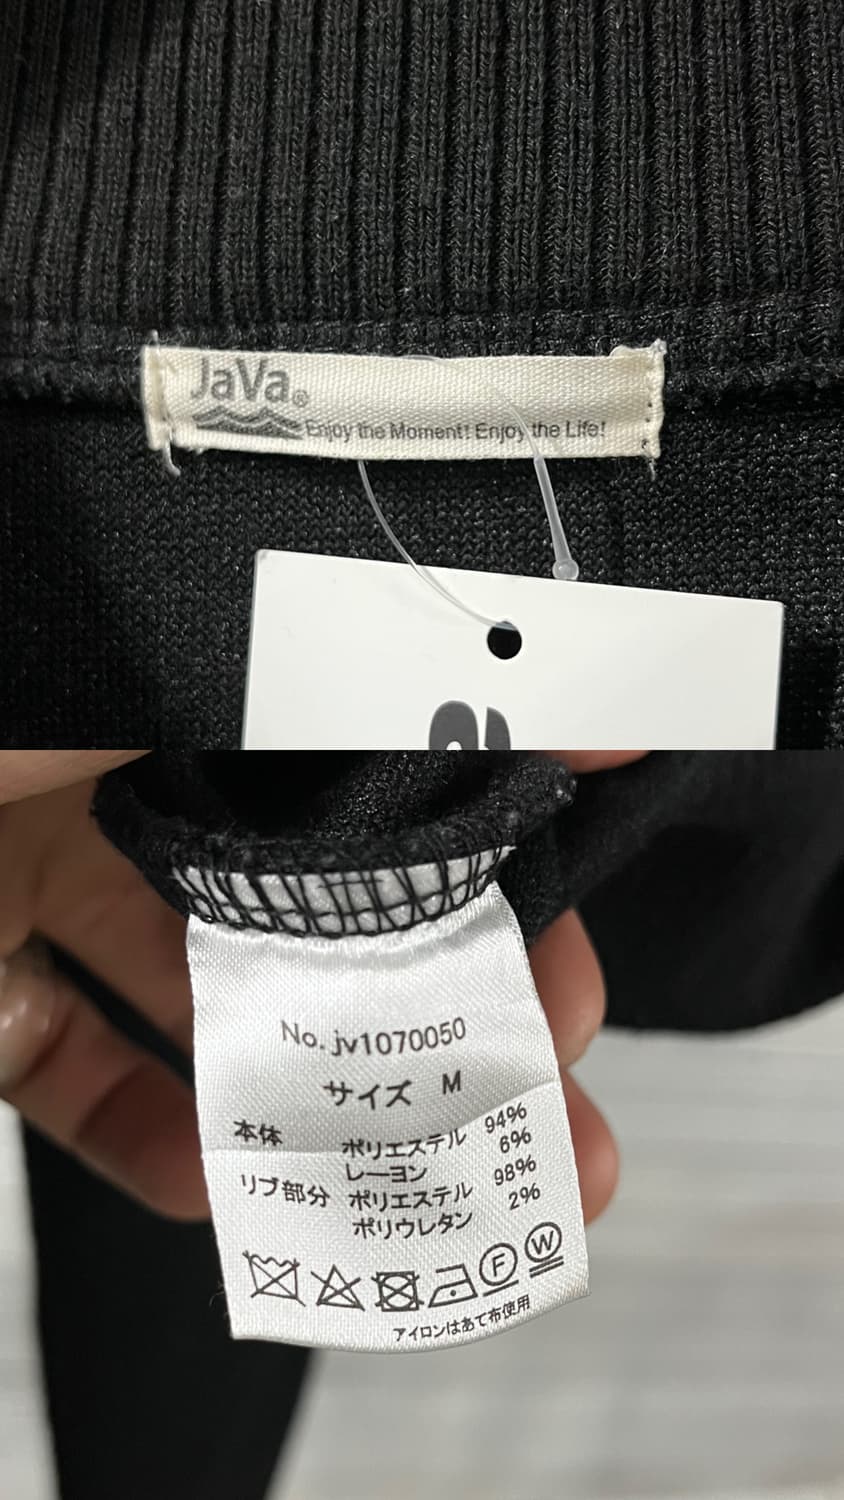 JaVa®
Enjoy the Moment! Enjoy the Life!
No. jv1070050
サイズ M
本体 ポリエステル 94%
レーヨン 6%
リブ部分 ポリエステル 98%
ポリウレタン 2%
F W
アイロンはあて布使用